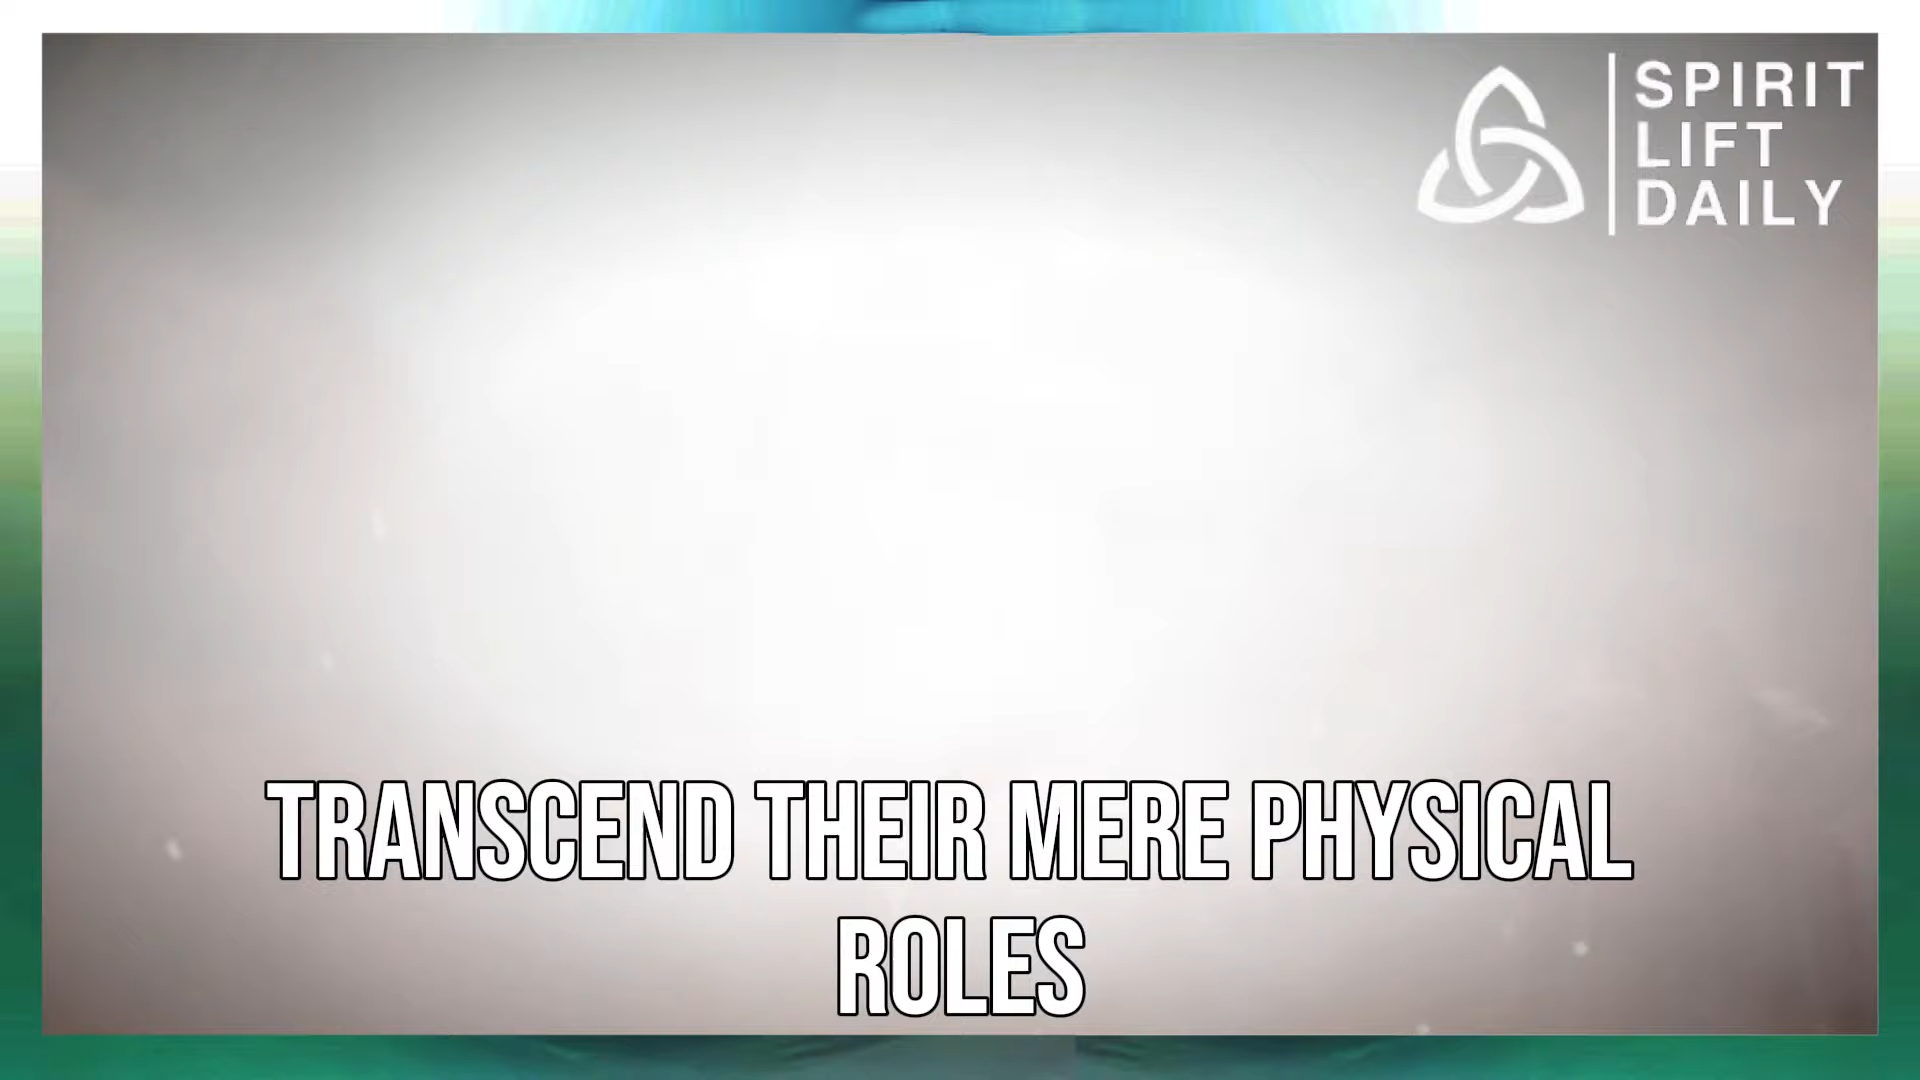 SPIRIT
LIFT
DAILY
TRANSCEND THEIR MERE PHYSICAL
ROLES